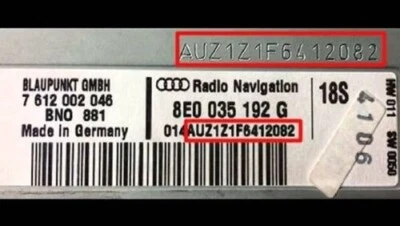 AUZ1Z1F6412082
BLAUPUNKT GMBH
7 612 002 046
BNO 881
Made in Germany
Radio Navigation
8E0 035 192 G
014AUZ1Z1F6412082
18S
4106
HW 011 SW 0050